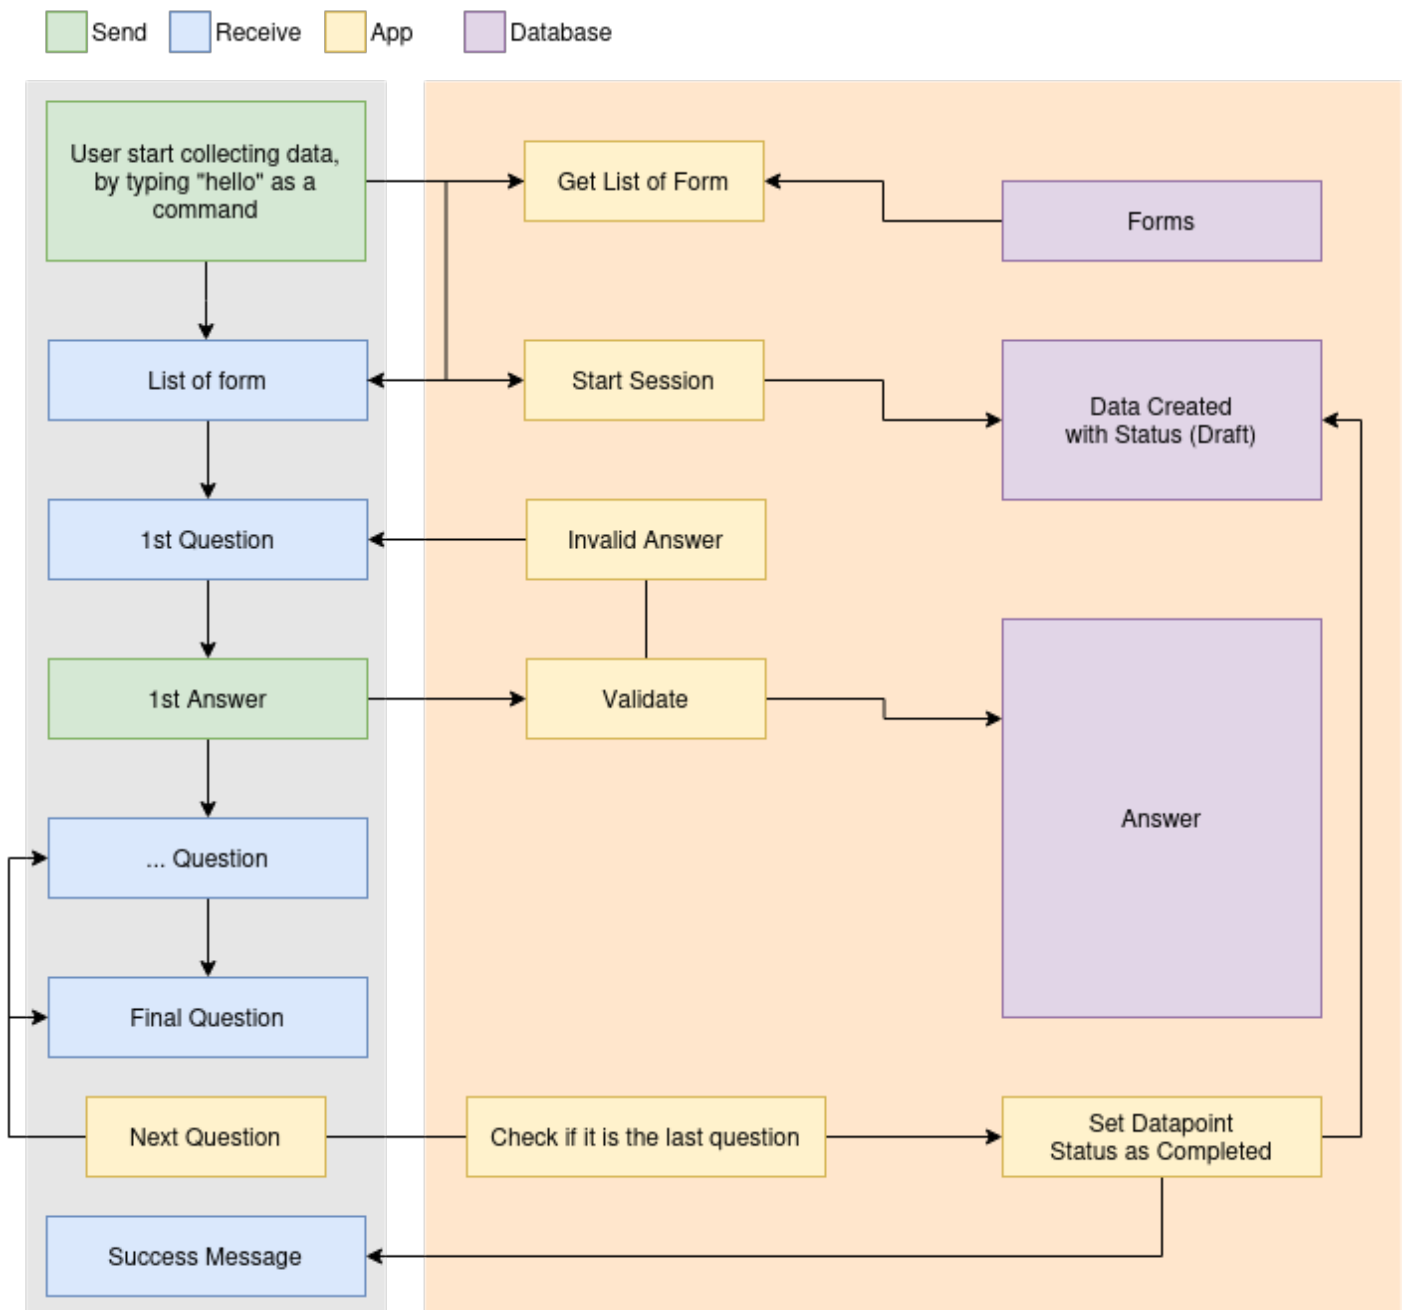 Send
Receive
App
Database
User start collecting data,
by typing "hello" as a
command
Get List of Form
Forms
List of form
Start Session
Data Created
with Status (Draft)
1st Question
Invalid Answer
1st Answer
Validate
Answer
... Question
Final Question
Next Question
Check if it is the last question
Set Datapoint
Status as Completed
Success Message